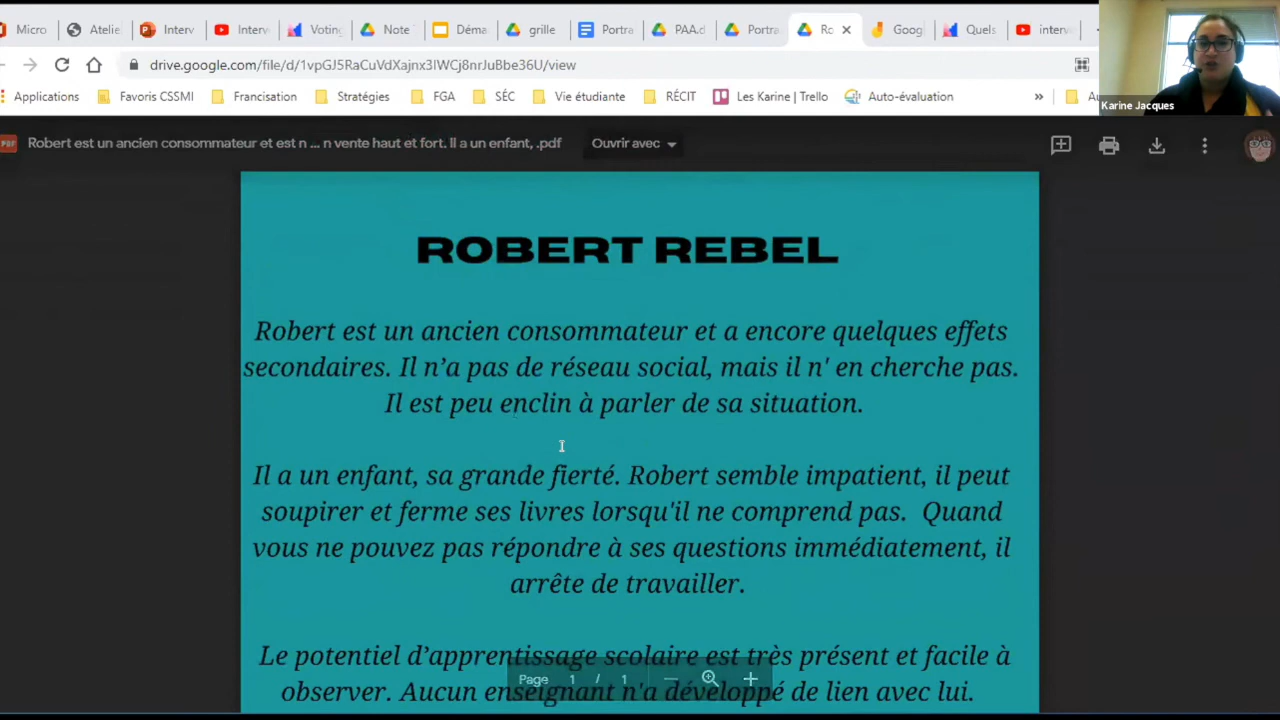 Micro Atelie Interv Interv Voting Note Déma grille Portra PAA.d Portra Ro Goog Quels interv
drive.google.com/file/d/1vpGJ5RaCuVdXajnx3lWCj8nrJuBbe36U/view
Applications Favoris CSSMI Francisation Stratégies FGA SÉC Vie étudiante RÉCIT Les Karine | Trello Auto-évaluation » Au
Karine Jacques
PDF Robert est un ancien consommateur et est n ... n vente haut et fort. Il a un enfant, .pdf Ouvrir avec
ROBERT REBEL
Robert est un ancien consommateur et a encore quelques effets
secondaires. Il n’a pas de réseau social, mais il n' en cherche pas.
Il est peu enclin à parler de sa situation.
Il a un enfant, sa grande fierté. Robert semble impatient, il peut
soupirer et ferme ses livres lorsqu'il ne comprend pas. Quand
vous ne pouvez pas répondre à ses questions immédiatement, il
arrête de travailler.
Le potentiel d’apprentissage scolaire est très présent et facile à
observer. Aucun enseignant n'a développé de lien avec lui.
Page 1 / 1